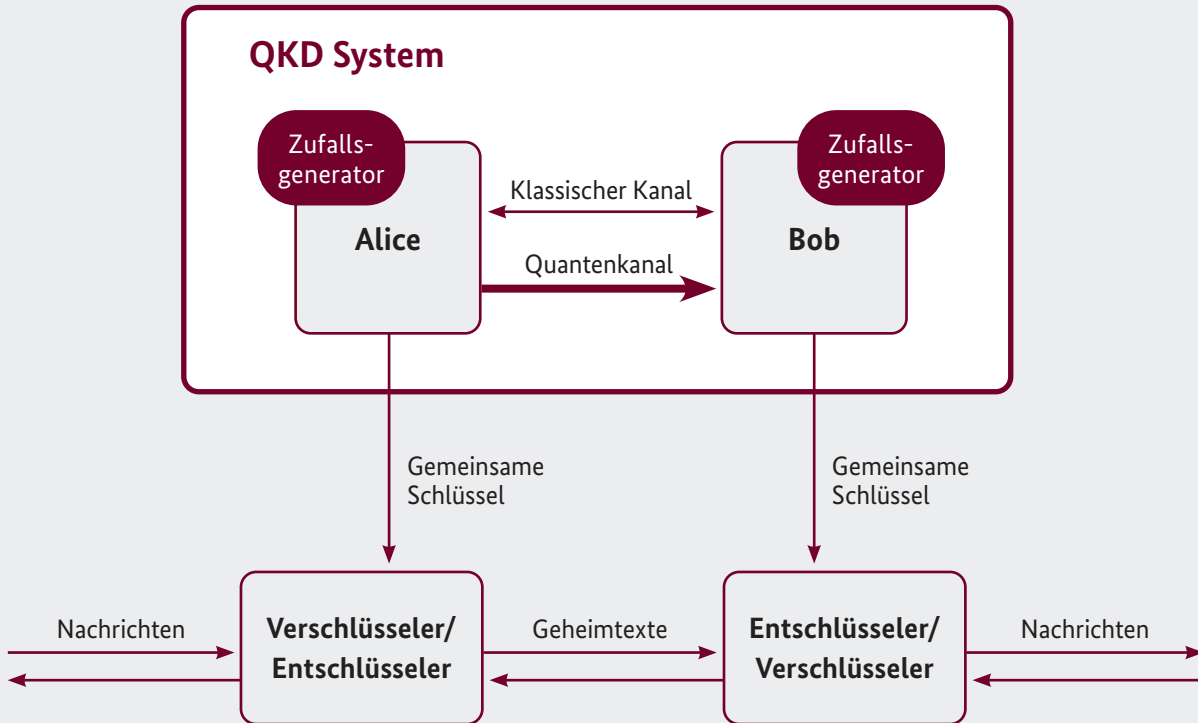 QKD System
Zufalls-
generator
Zufalls-
generator
Klassischer Kanal
Alice
Bob
Quantenkanal
Gemeinsame
Schlüssel
Gemeinsame
Schlüssel
Nachrichten
Verschlüsseler/
Entschlüsseler
Geheimtexte
Entschlüsseler/
Verschlüsseler
Nachrichten